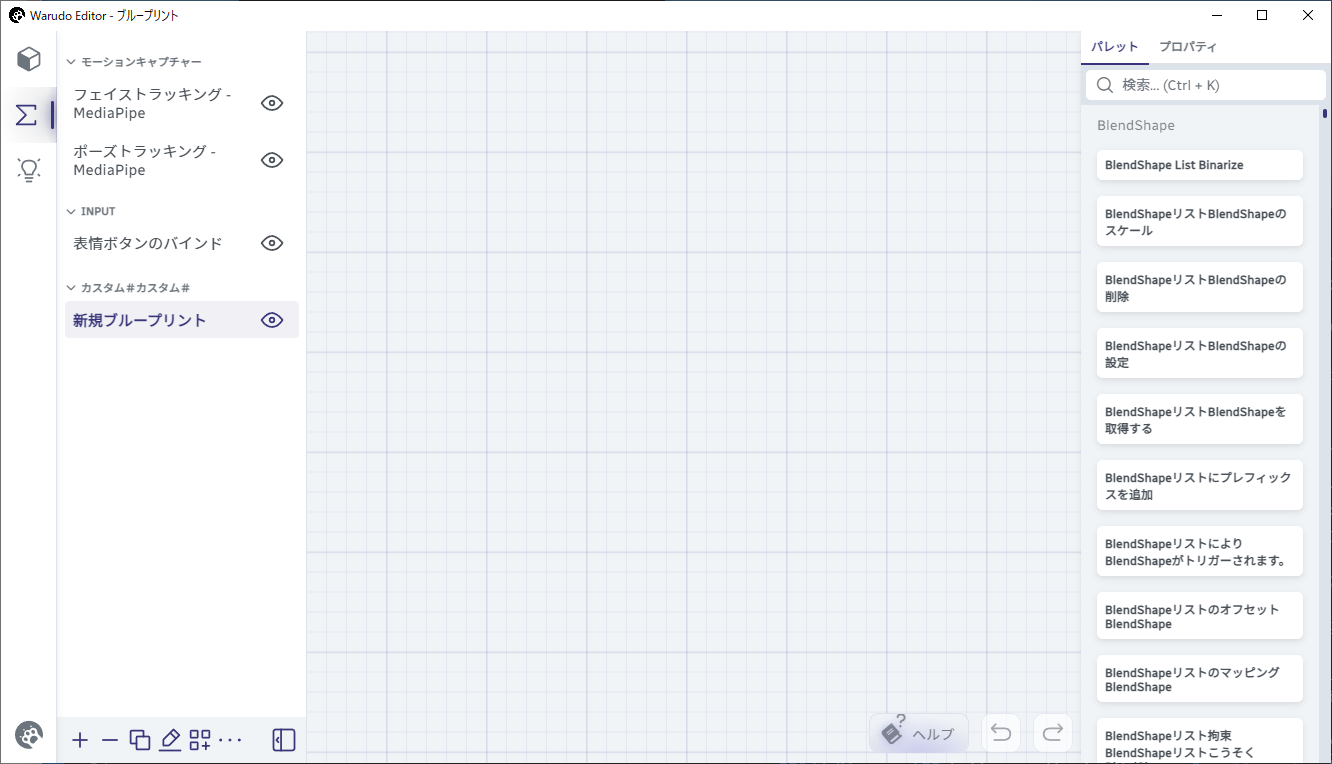 Warudo Editor - ブループリント
モーションキャプチャー
フェイストラッキング -
MediaPipe
ポーズトラッキング -
MediaPipe
INPUT
表情ボタンのバインド
カスタム#カスタム#
新規ブループリント
ヘルプ
パレット プロパティ
検索... (Ctrl + K)
BlendShape
BlendShape List Binarize
BlendShapeリストBlendShapeの
スケール
BlendShapeリストBlendShapeの
削除
BlendShapeリストBlendShapeの
設定
BlendShapeリストBlendShapeを
取得する
BlendShapeリストにプレフィック
スを追加
BlendShapeリストにより
BlendShapeがトリガーされます。
BlendShapeリストのオフセット
BlendShape
BlendShapeリストのマッピング
BlendShape
BlendShapeリスト拘束
BlendShapeリストこうそく